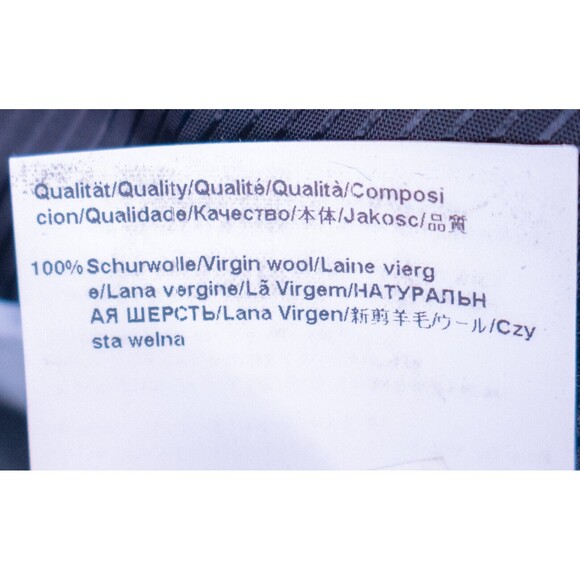 Qualität/Quality/Qualité/Qualità/Composi
cion/Qualidade/Качество/本体/Jakosc/品質
100% Schurwolle/Virgin wool/Laine vierg
e/Lana vergine/Lã Virgem/НАТУРАЛЬН
АЯ ШЕРСТЬ/Lana Virgen/新剪羊毛/ウール/Czy
sta welna